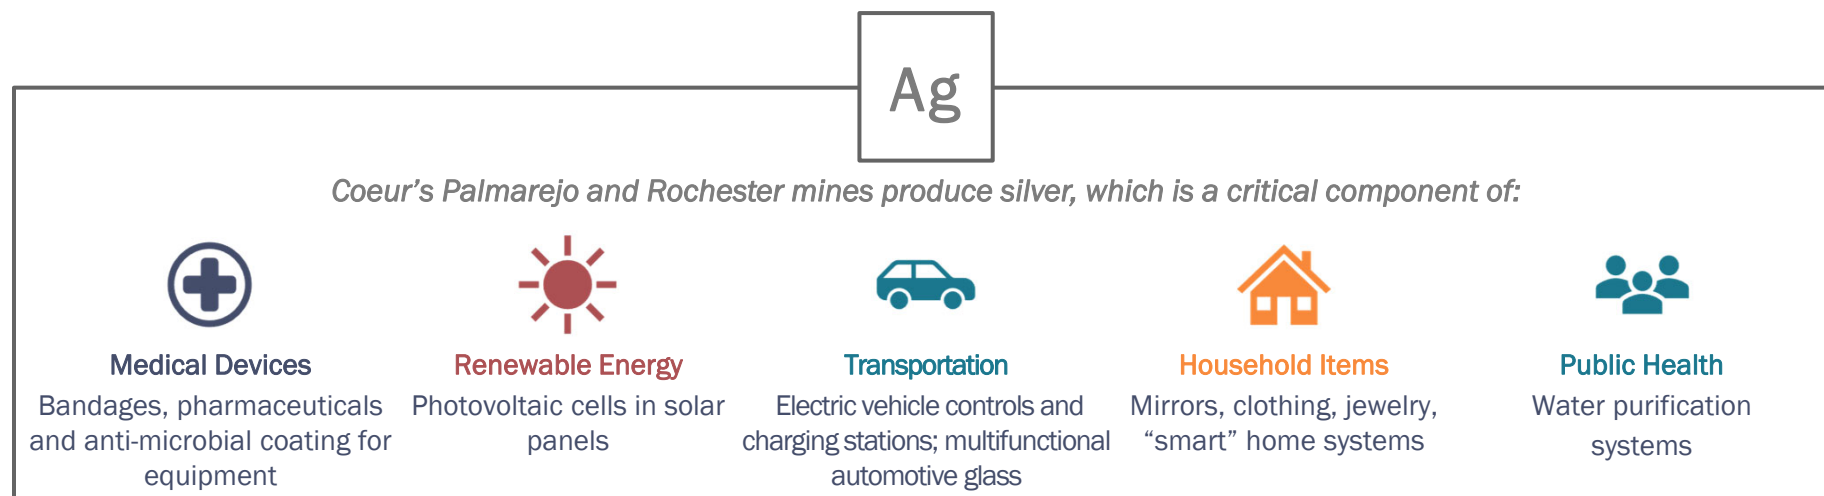 Ag
Coeur’s Palmarejo and Rochester mines produce silver, which is a critical component of:
Medical Devices
Bandages, pharmaceuticals
and anti-microbial coating for
equipment
Renewable Energy
Photovoltaic cells in solar
panels
Transportation
Electric vehicle controls and
charging stations; multifunctional
automotive glass
Household Items
Mirrors, clothing, jewelry,
“smart” home systems
Public Health
Water purification
systems